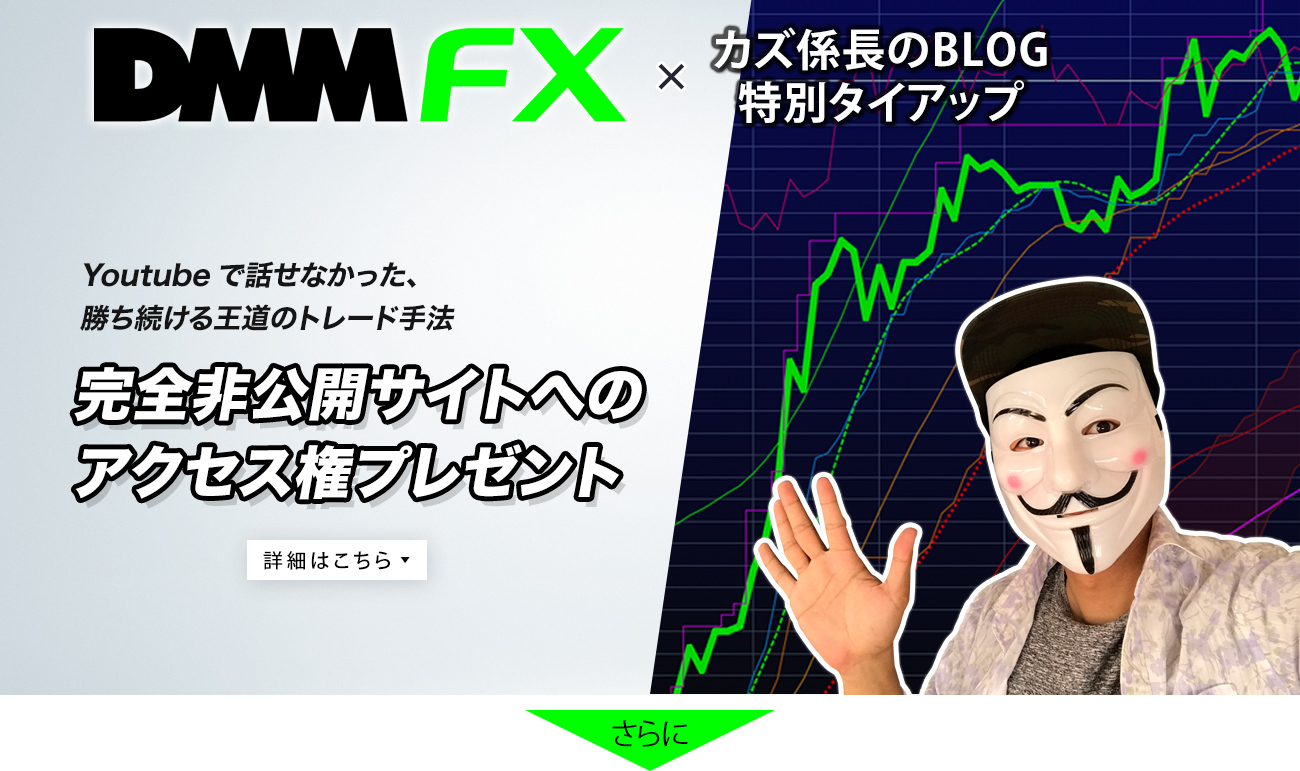 DMM FX
×
カズ係長のBLOG
特別タイアップ
Youtube で話せなかった、
勝ち続ける王道のトレード手法
完全非公開サイトへの
アクセス権プレゼント
詳細はこちら
さらに